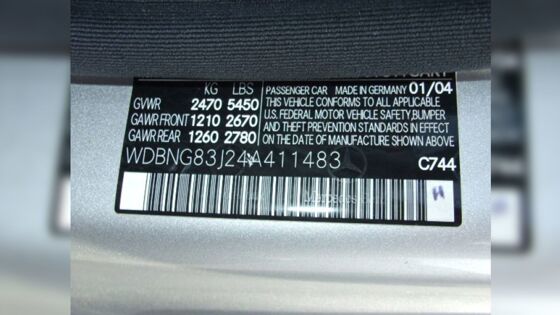 KG LBS
GVWR 2470 5450
GAWR FRONT 1210 2670
GAWR REAR 1260 2780
PASSENGER CAR MADE IN GERMANY 01/04
THIS VEHICLE CONFORMS TO ALL APPLICABLE
U.S. FEDERAL MOTOR VEHICLE SAFETY,BUMPER
AND THEFT PREVENTION STANDARDS IN EFFECT
ON THE DATE OF MANUFACTURE SHOWN ABOVE.
WDBNG83J24A411483
C744
H